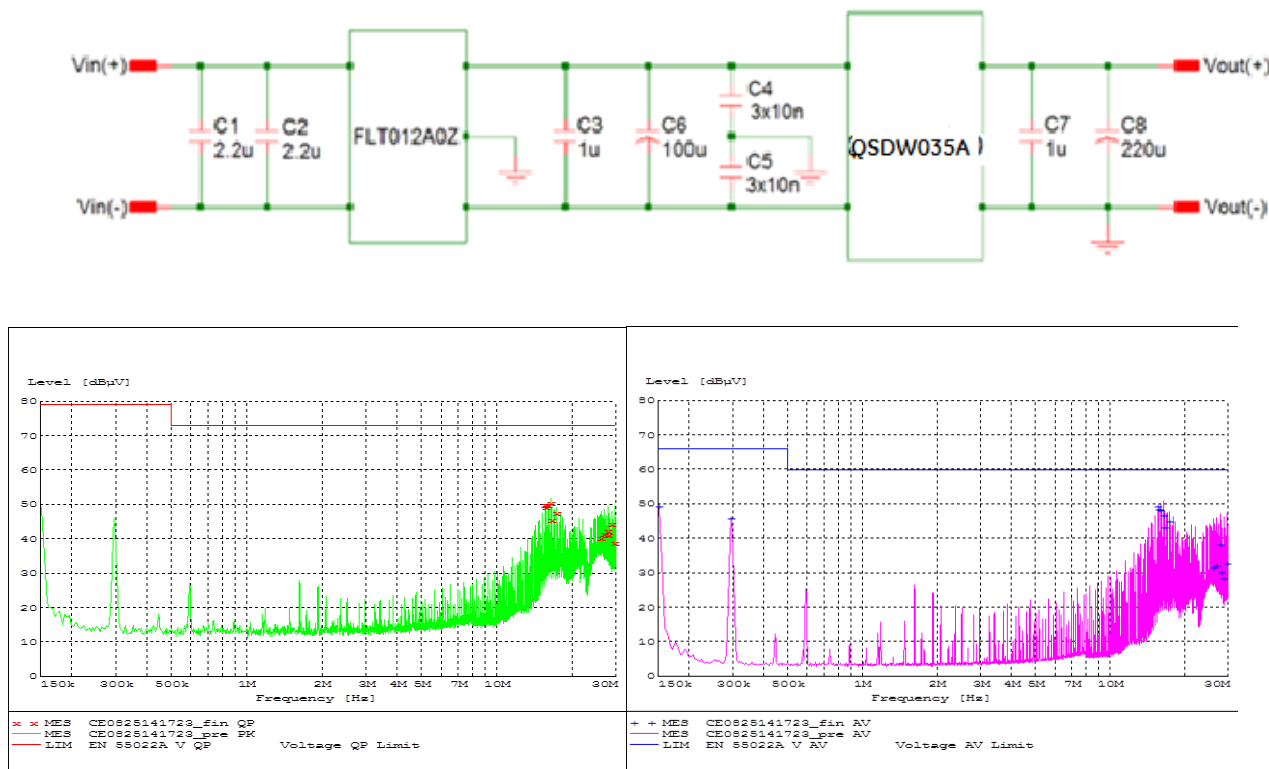 Vin(+)
Vin(-)
C1
2.2u
C2
2.2u
FLT012A0Z
C3
1u
C6
100u
C4
3x10n
C5
3x10n
QSDW035A
C7
1u
C8
220u
Vout(+)
Vout(-)
Level [dBµV]
80
70
60
50
40
30
20
10
0
150k 300k 500k 1M 2M 3M 4M 5M 7M 10M 30M
Frequency [Hz]
x x MES CE0825141723_fin QP
MES CE0825141723_pre PK
LIM EN 55022A V QP Voltage QP Limit
Level [dBµV]
80
70
60
50
40
30
20
10
0
150k 300k 500k 1M 2M 3M 4M 5M 7M 10M 30M
Frequency [Hz]
+ + MES CE0825141723_fin AV
MES CE0825141723_pre AV
LIM EN 55022A V AV Voltage AV Limit